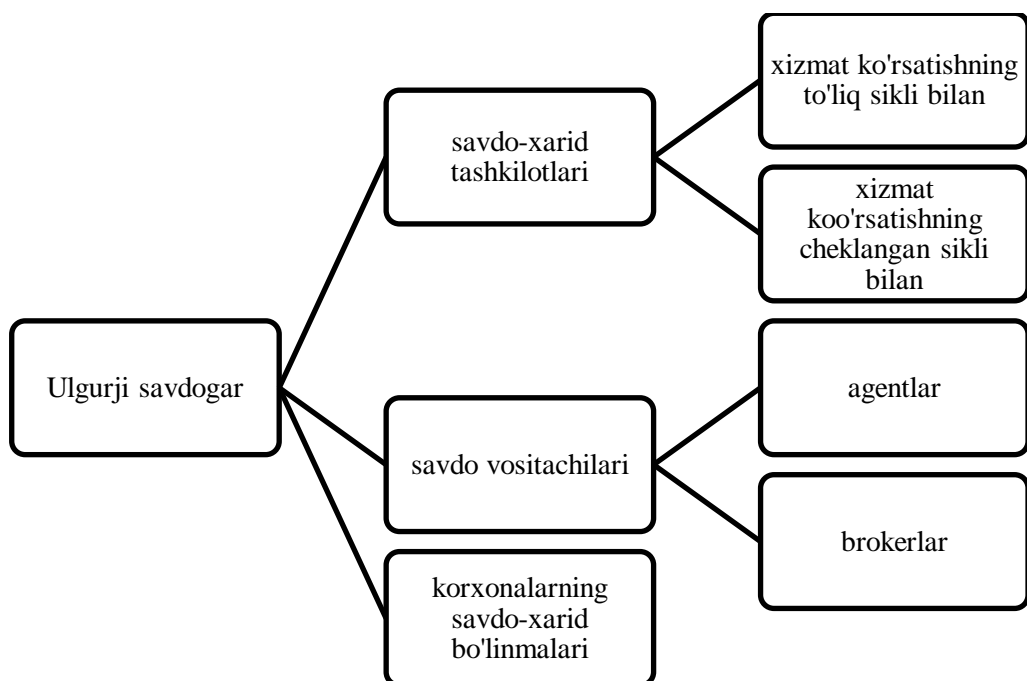 Ulgurji savdogar
savdo-xarid
tashkilotlari
xizmat ko'rsatishning
to'liq sikli bilan
xizmat
koo'rsatishning
cheklangan sikli
bilan
savdo vositachilari
agentlar
brokerlar
korxonalarning
savdo-xarid
bo'linmalari